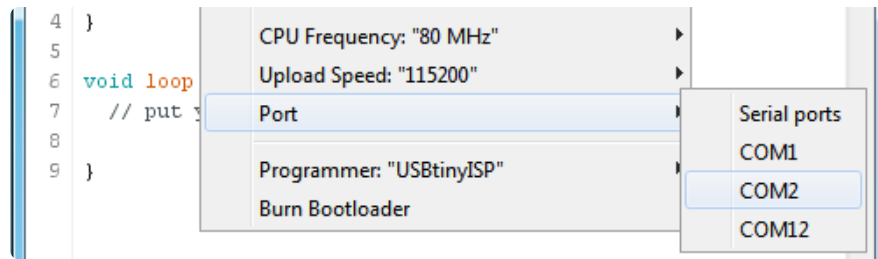 4 }
5
6 void loop
7 // put y
8
9 }
CPU Frequency: "80 MHz"
Upload Speed: "115200"
Port
Programmer: "USBtinyISP"
Burn Bootloader
Serial ports
COM1
COM2
COM12